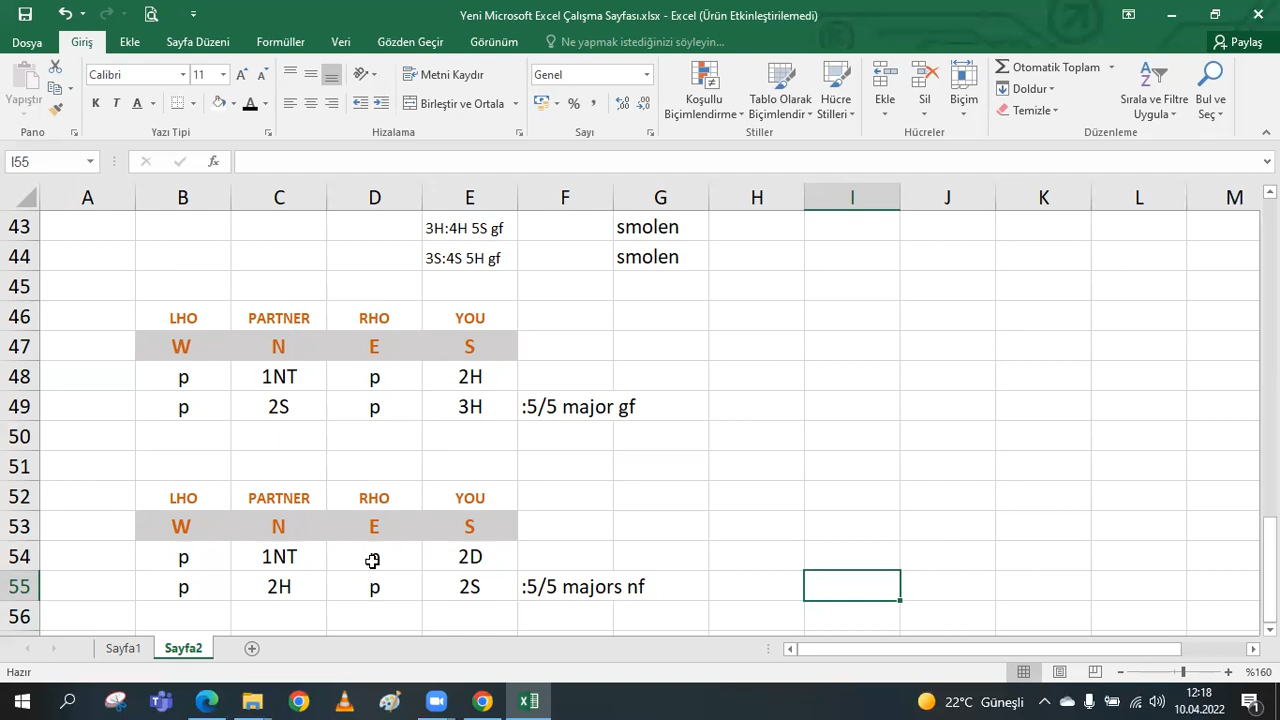 Yeni Microsoft Excel Çalışma Sayfası.xlsx - Excel (Ürün Etkinleştirilemedi)
Dosya Giriş Ekle Sayfa Düzeni Formüller Veri Gözden Geçir Görünüm Ne yapmak istediğinizi söyleyin... Paylaş
Yapıştır
Calibri 11
K T A
Metni Kaydır
Birleştir ve Ortala
Genel
%
Koşullu Biçimlendirme
Tablo Olarak Biçimlendir
Hücre Stilleri
Ekle
Sil
Biçim
Otomatik Toplam
Doldur
Temizle
Sırala ve Filtre Uygula
Bul ve Seç
Pano Yazı Tipi Hizalama Sayı Stiller Hücreler Düzenleme
I55 fx
A B C D E F G H I J K L M
43 3H:4H 5S gf smolen
44 3S:4S 5H gf smolen
45
46 LHO PARTNER RHO YOU
47 W N E S
48 p 1NT p 2H
49 p 2S p 3H :5/5 major gf
50
51
52 LHO PARTNER RHO YOU
53 W N E S
54 p 1NT 2D
55 p 2H p 2S :5/5 majors nf
56
Sayfa1 Sayfa2
Hazır %160
22°C Güneşli 12:18
10.04.2022